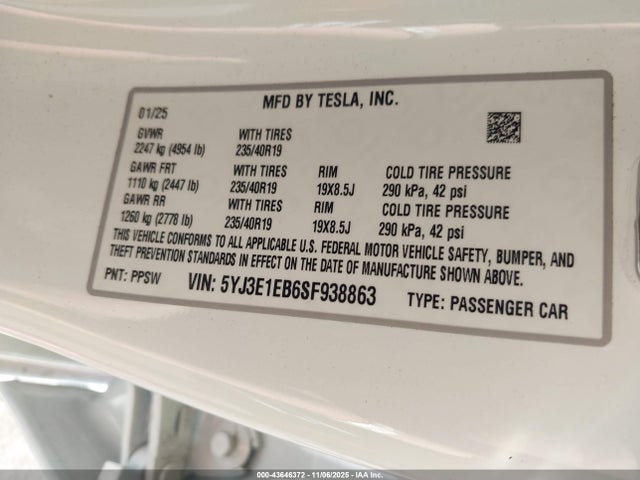 MFD BY TESLA, INC.
01/25
GVWR WITH TIRES
2247 kg (4954 lb) 235/40R19
GAWR FRT WITH TIRES RIM COLD TIRE PRESSURE
1110 kg (2447 lb) 235/40R19 19X8.5J 290 kPa, 42 psi
GAWR RR WITH TIRES RIM COLD TIRE PRESSURE
1260 kg (2778 lb) 235/40R19 19X8.5J 290 kPa, 42 psi
THIS VEHICLE CONFORMS TO ALL APPLICABLE U.S. FEDERAL MOTOR VEHICLE SAFETY, BUMPER, AND
THEFT PREVENTION STANDARDS IN EFFECT ON THE DATE OF MANUFACTURE SHOWN ABOVE.
PNT: PPSW VIN: 5YJ3E1EB6SF938863 TYPE: PASSENGER CAR
000-43646372 - 11/06/2025 - IAA Inc.